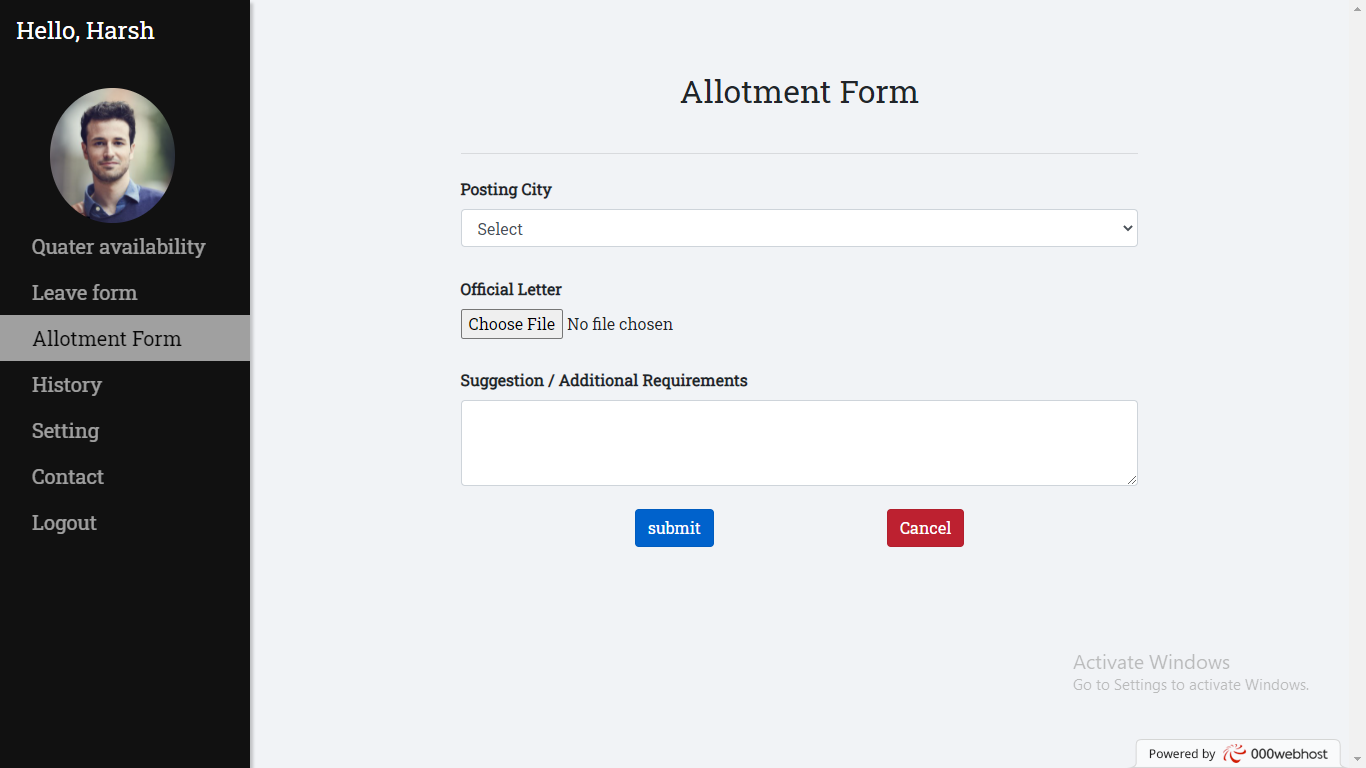 Hello, Harsh
Quater availability
Leave form
Allotment Form
History
Setting
Contact
Logout
Allotment Form
Posting City
Select
Official Letter
Choose File No file chosen
Suggestion / Additional Requirements
submit
Cancel
Activate Windows
Go to Settings to activate Windows.
Powered by 000webhost